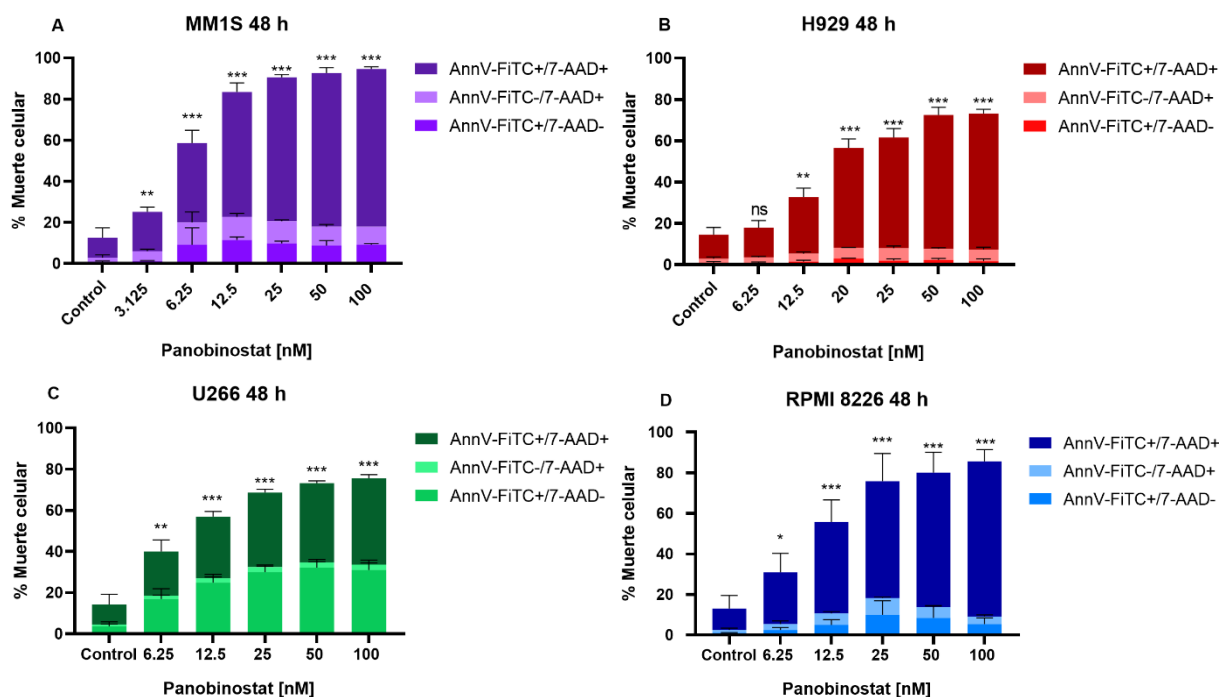 A
MM1S 48 h
% Muerte celular
100
80
60
40
20
0
** *** *** *** *** ***
Control 3.125 6.25 12.5 25 50 100
Panobinostat [nM]
AnnV-FiTC+/7-AAD+
AnnV-FiTC-/7-AAD+
AnnV-FiTC+/7-AAD-
B
H929 48 h
% Muerte celular
100
80
60
40
20
0
ns ** *** *** *** ***
Control 6.25 12.5 20 25 50 100
Panobinostat [nM]
AnnV-FiTC+/7-AAD+
AnnV-FiTC-/7-AAD+
AnnV-FiTC+/7-AAD-
C
U266 48 h
% Muerte celular
100
80
60
40
20
0
** *** *** *** ***
Control 6.25 12.5 25 50 100
Panobinostat [nM]
AnnV-FiTC+/7-AAD+
AnnV-FiTC-/7-AAD+
AnnV-FiTC+/7-AAD-
D
RPMI 8226 48 h
% Muerte celular
100
80
60
40
20
0
* *** *** *** ***
Control 6.25 12.5 25 50 100
Panobinostat [nM]
AnnV-FiTC+/7-AAD+
AnnV-FiTC-/7-AAD+
AnnV-FiTC+/7-AAD-